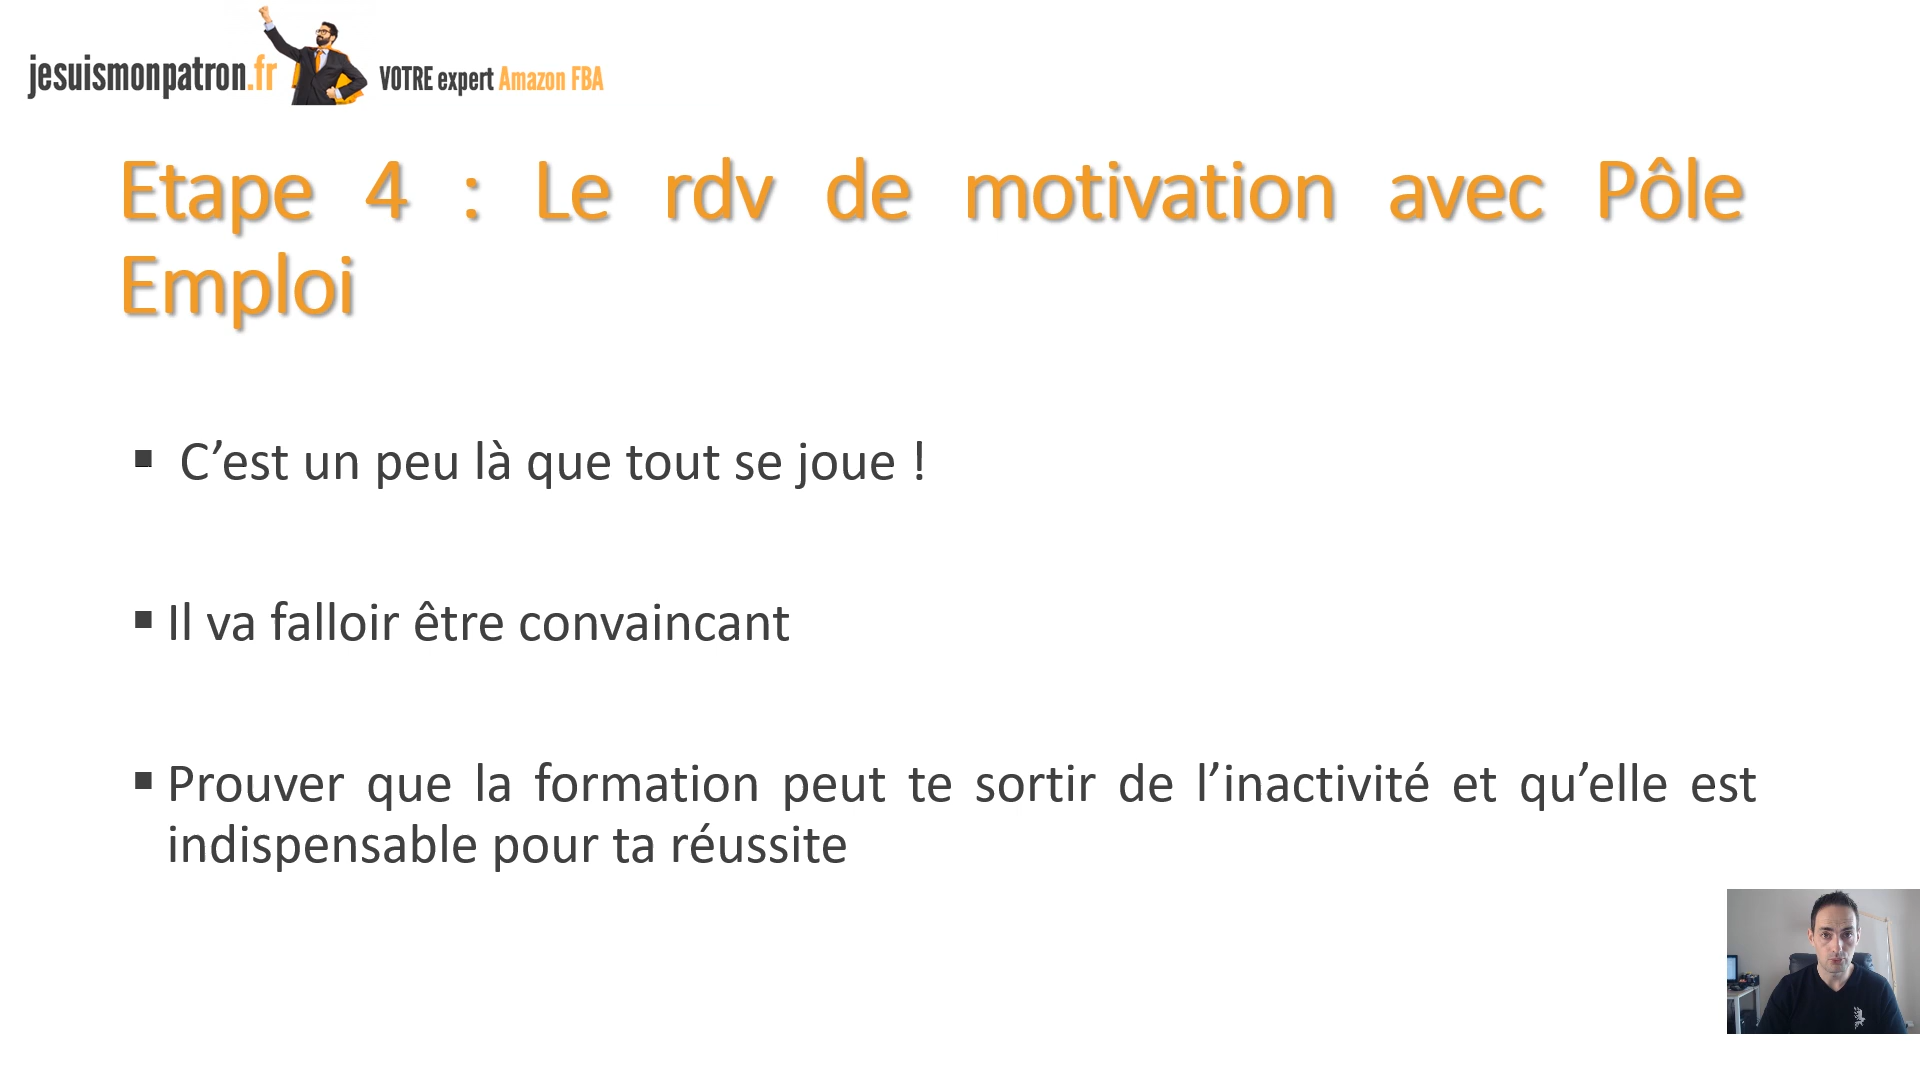 jesuismonpatron.fr VOTRE expert Amazon FBA
Etape 4 : Le rdv de motivation avec Pôle
Emploi
▪ C’est un peu là que tout se joue !
▪ Il va falloir être convaincant
▪ Prouver que la formation peut te sortir de l’inactivité et qu’elle est
indispensable pour ta réussite